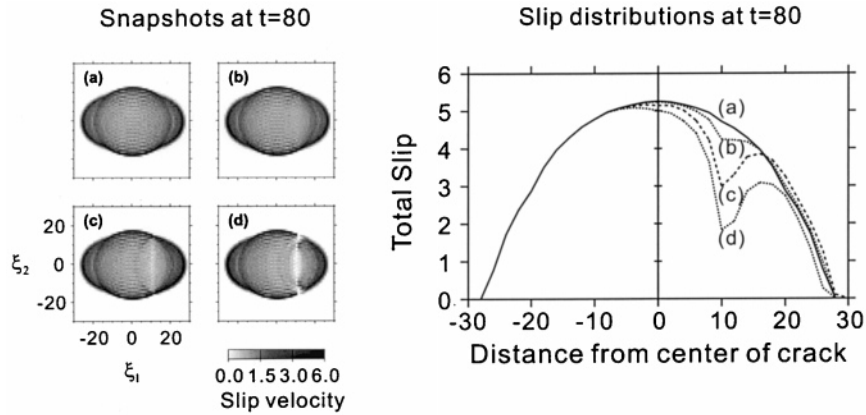 Snapshots at t=80
(a)
(b)
(c)
(d)
20
0
-20
ξ2
-20 0 20
ξ1
0.0 1.5 3.0 6.0
Slip velocity
Slip distributions at t=80
6
5
4
3
2
1
0
Total Slip
(a)
(b)
(c)
(d)
-30 -20 -10 0 10 20 30
Distance from center of crack